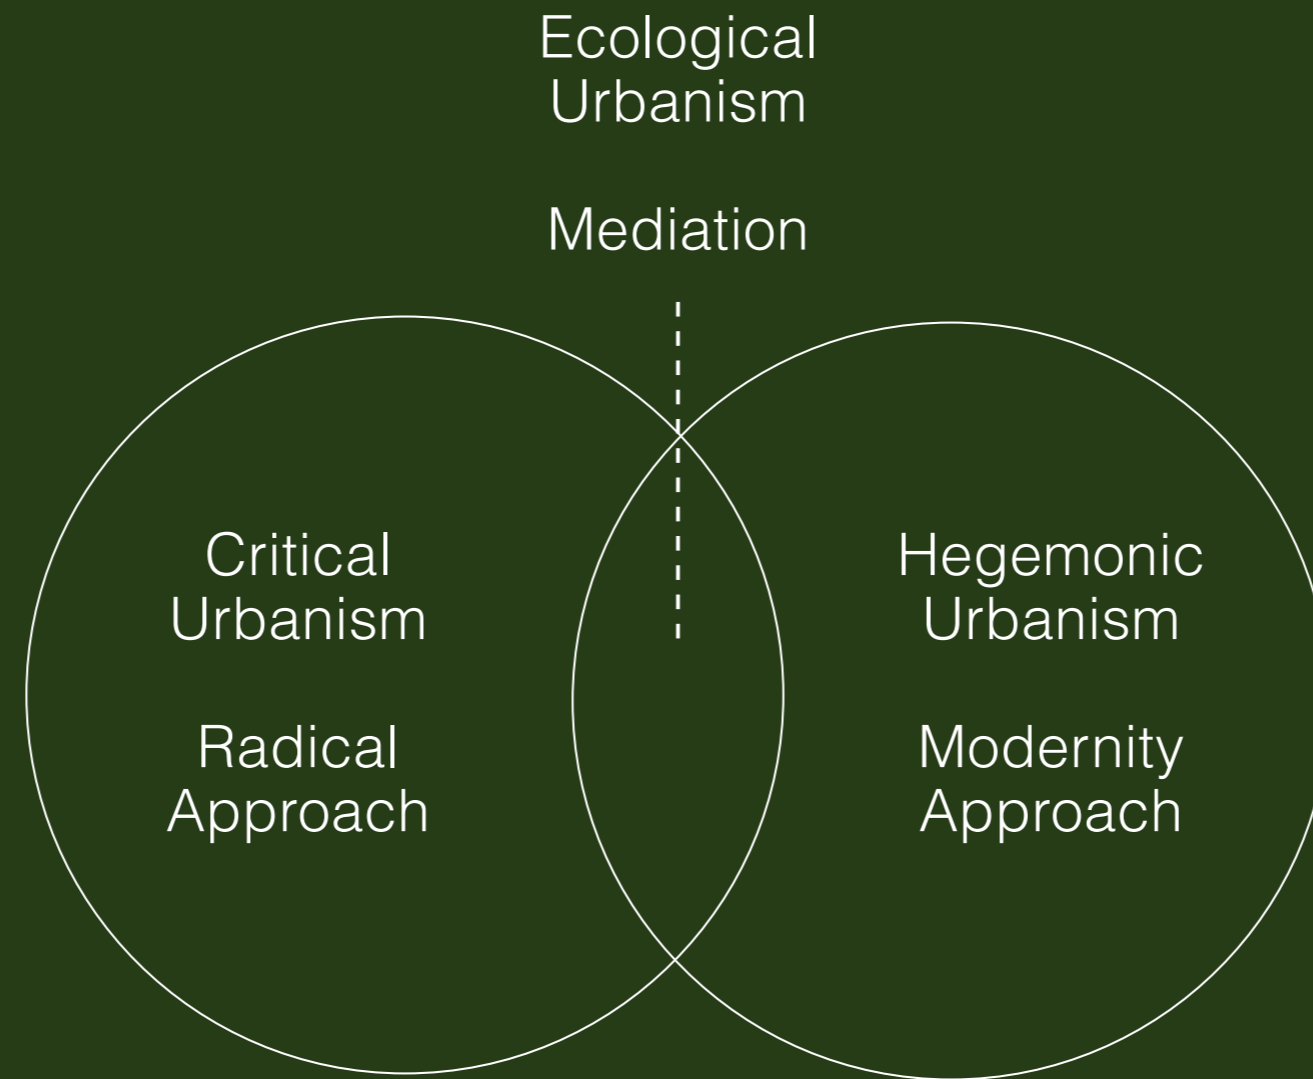 Ecological
Urbanism
Mediation
Critical
Urbanism
Radical
Approach
Hegemonic
Urbanism
Modernity
Approach